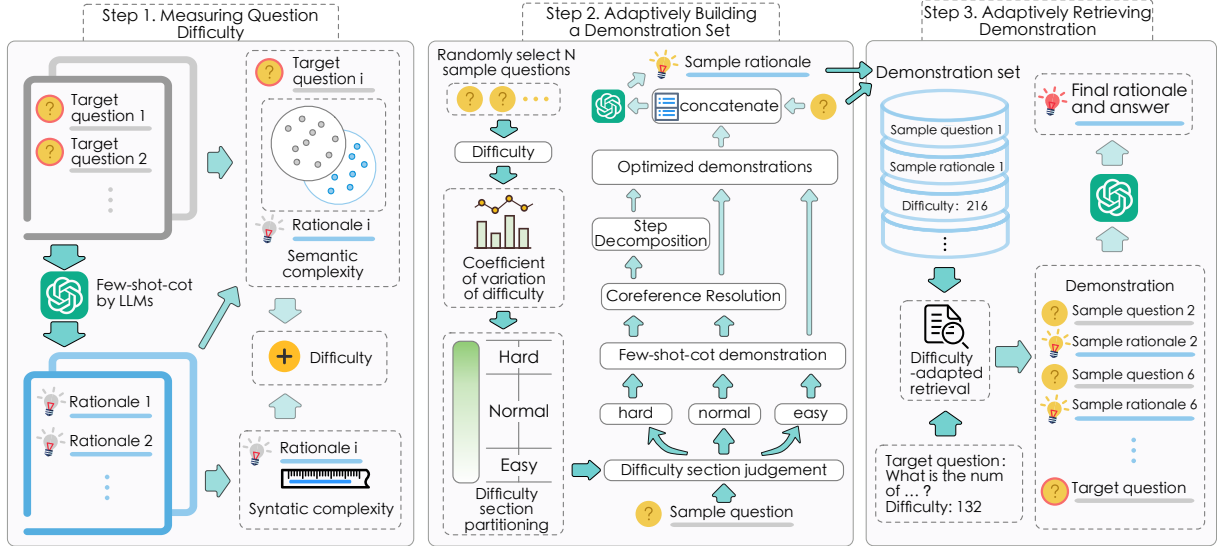 Step 1. Measuring Question
Difficulty
Target
question 1
Target
question 2
Few-shot-cot
by LLMs
Rationale 1
Rationale 2
Target
question i
Rationale i
Semantic
complexity
Difficulty
Rationale i
Syntatic complexity
Step 2. Adaptively Building
a Demonstration Set
Randomly select N
sample questions
Difficulty
Coefficient
of variation
of difficulty
Hard
Normal
Easy
Difficulty
section
partitioning
Sample rationale
concatenate
Optimized demonstrations
Step
Decomposition
Coreference Resolution
Few-shot-cot demonstration
hard
normal
easy
Difficulty section judgement
Sample question
Step 3. Adaptively Retrieving
Demonstration
Demonstration set
Sample question 1
Sample rationale 1
Difficulty: 216
Difficulty
-adapted
retrieval
Target question :
What is the num
of ... ?
Difficulty: 132
Final rationale
and answer
Demonstration
Sample question 2
Sample rationale 2
Sample question 6
Sample rationale 6
Target question